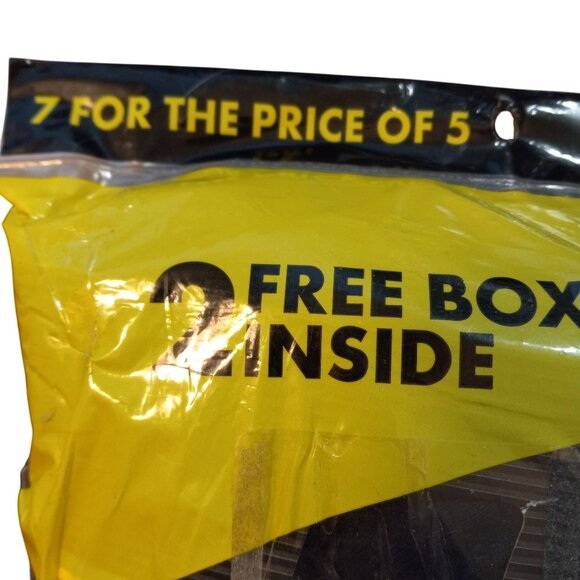 7 FOR THE PRICE OF 5
2 FREE BOX
INSIDE